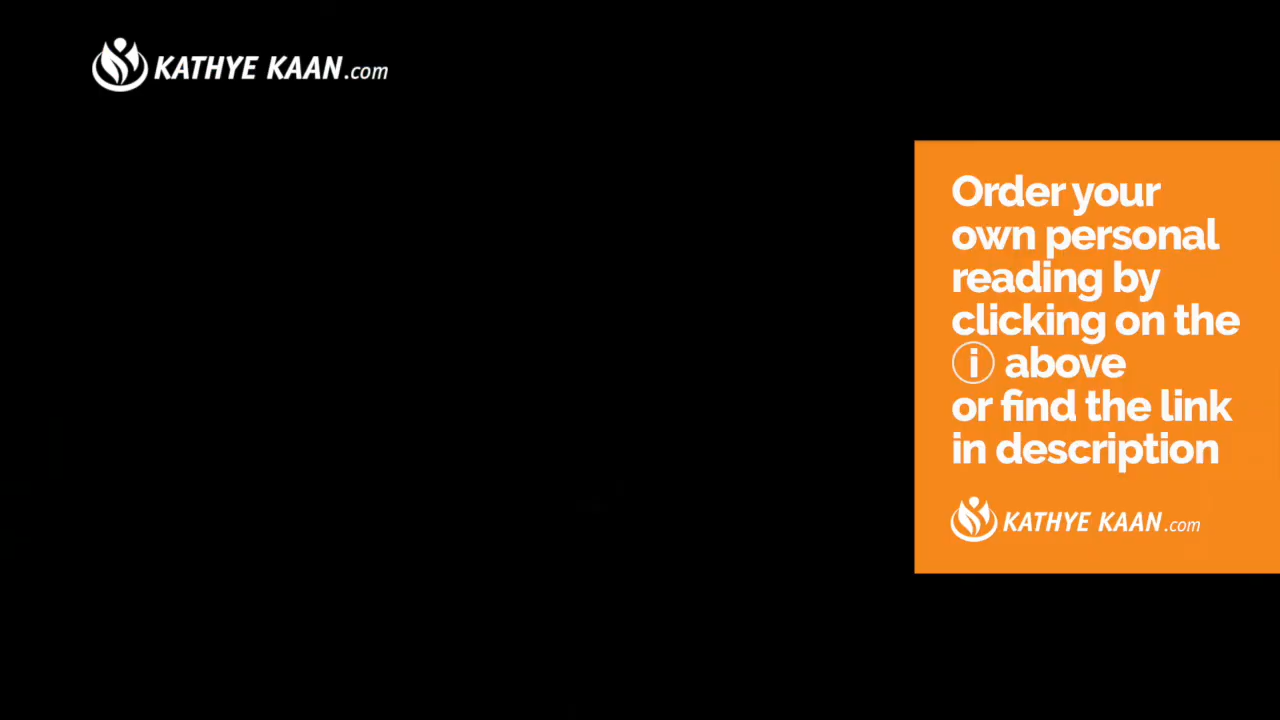 KATHYE KAAN.com
Order your
own personal
reading by
clicking on the
i above
or find the link
in description
KATHYE KAAN.com